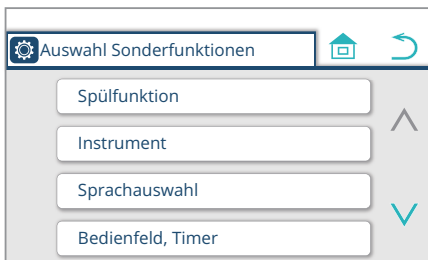 Auswahl Sonderfunktionen
Spülfunktion
Instrument
Sprachauswahl
Bedienfeld, Timer